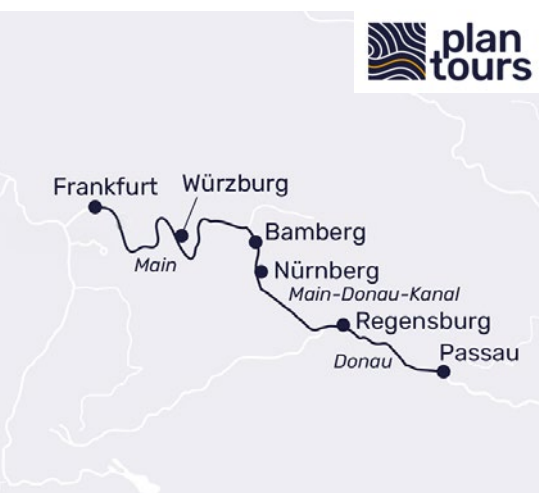 plan
tours
Frankfurt
Würzburg
Main
Bamberg
Nürnberg
Main-Donau-Kanal
Regensburg
Donau
Passau